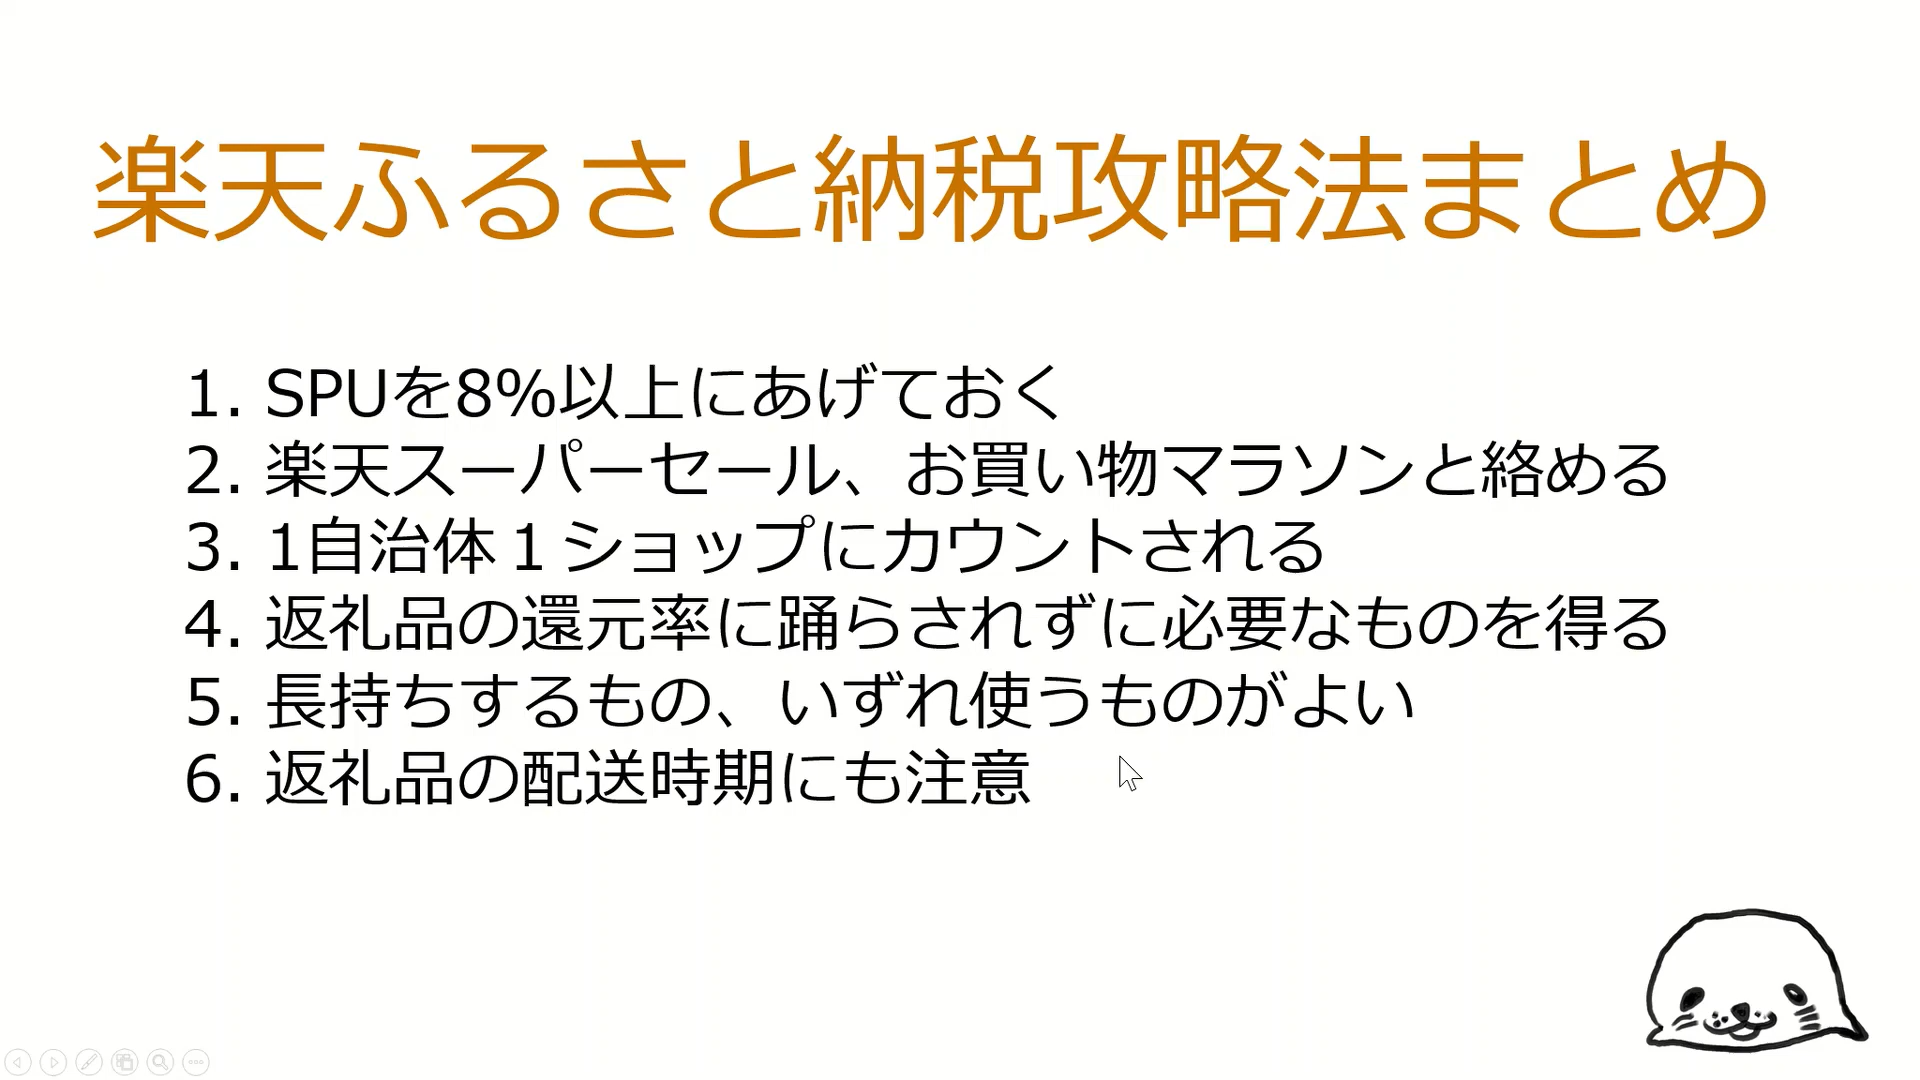 楽天ふるさと納税攻略法まとめ
1. SPUを8%以上にあげておく
2. 楽天スーパーセール、お買い物マラソンと絡める
3. 1自治体１ショップにカウントされる
4. 返礼品の還元率に踊らされずに必要なものを得る
5. 長持ちするもの、いずれ使うものがよい
6. 返礼品の配送時期にも注意